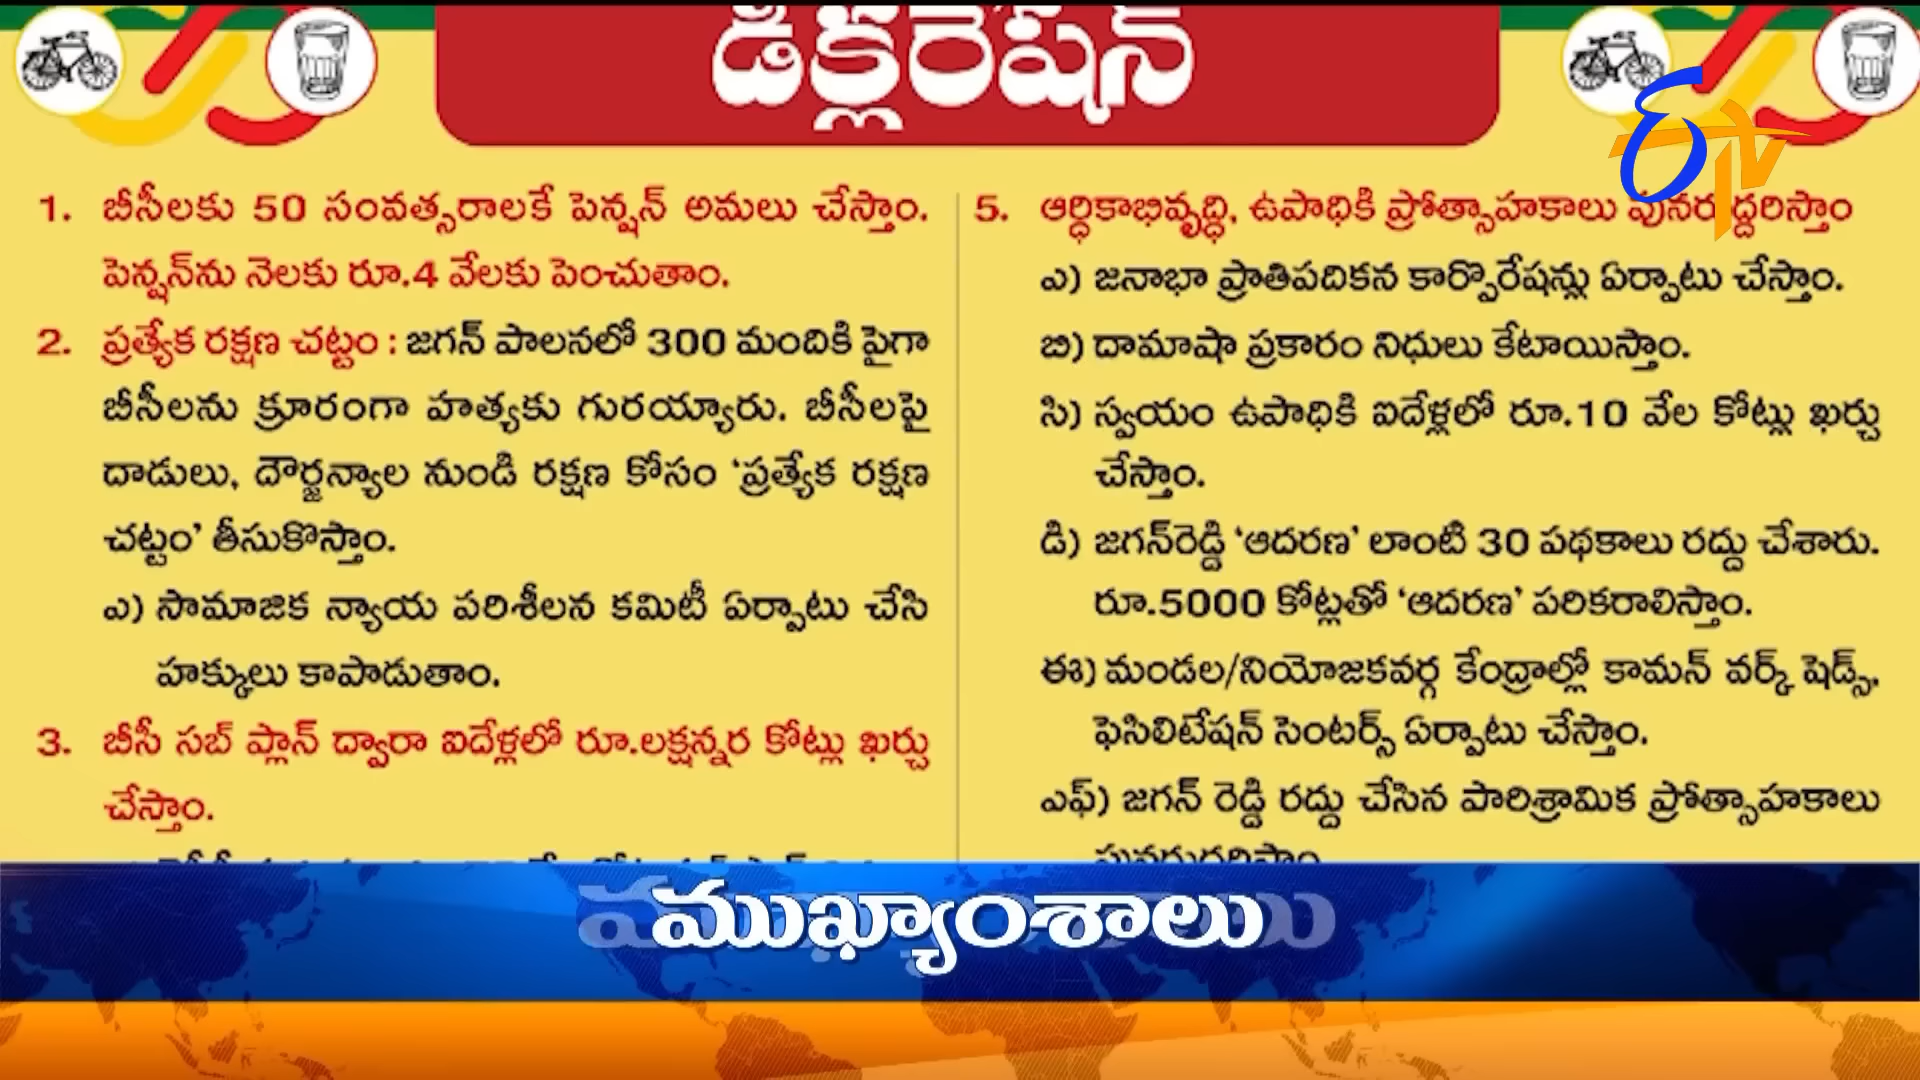 డిక్లరేషన్
1. బీసీలకు 50 సంవత్సరాలకే పెన్షన్ అమలు చేస్తాం.
పెన్షన్‌ను నెలకు రూ.4 వేలకు పెంచుతాం.
2. ప్రత్యేక రక్షణ చట్టం : జగన్ పాలనలో 300 మందికి పైగా
బీసీలను క్రూరంగా హత్యకు గురయ్యారు. బీసీలపై
దాడులు, దౌర్జన్యాల నుండి రక్షణ కోసం ‘ప్రత్యేక రక్షణ
చట్టం’ తీసుకొస్తాం.
ఎ) సామాజిక న్యాయ పరిశీలన కమిటీ ఏర్పాటు చేసి
హక్కులు కాపాడుతాం.
3. బీసీ సబ్ ప్లాన్ ద్వారా ఐదేళ్లలో రూ.లక్షన్నర కోట్లు ఖర్చు
చేస్తాం.
5. ఆర్ధికాభివృద్ధి, ఉపాధికి ప్రోత్సాహకాలు పునరుద్దరిస్తాం
ఎ) జనాభా ప్రాతిపదికన కార్పొరేషన్లు ఏర్పాటు చేస్తాం.
బి) దామాషా ప్రకారం నిధులు కేటాయిస్తాం.
సి) స్వయం ఉపాధికి ఐదేళ్లలో రూ.10 వేల కోట్లు ఖర్చు
చేస్తాం.
డి) జగన్‌రెడ్డి ‘ఆదరణ’ లాంటి 30 పథకాలు రద్దు చేశారు.
రూ.5000 కోట్లతో ‘ఆదరణ’ పరికరాలిస్తాం.
ఈ) మండల/నియోజకవర్గ కేంద్రాల్లో కామన్ వర్క్ షెడ్స్,
ఫెసిలిటేషన్ సెంటర్స్ ఏర్పాటు చేస్తాం.
ఎఫ్) జగన్ రెడ్డి రద్దు చేసిన పారిశ్రామిక ప్రోత్సాహకాలు
ETV
ముఖ్యాంశాలు